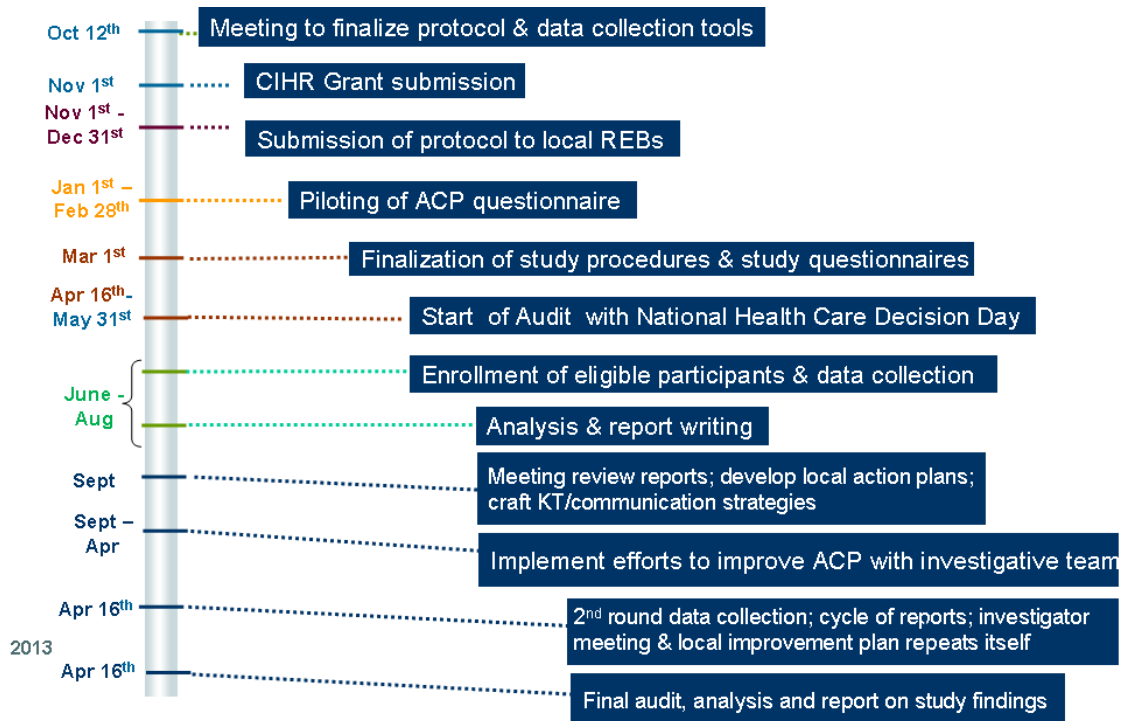 Oct 12th
Meeting to finalize protocol & data collection tools
Nov 1st
CIHR Grant submission
Nov 1st -
Dec 31st
Submission of protocol to local REBs
Jan 1st –
Feb 28th
Piloting of ACP questionnaire
Mar 1st
Finalization of study procedures & study questionnaires
Apr 16th-
May 31st
Start of Audit with National Health Care Decision Day
June -
Aug
Enrollment of eligible participants & data collection
Analysis & report writing
Sept
Meeting review reports; develop local action plans;
craft KT/communication strategies
Sept –
Apr
Implement efforts to improve ACP with investigative team
Apr 16th
2nd round data collection; cycle of reports; investigator
meeting & local improvement plan repeats itself
2013
Apr 16th
Final audit, analysis and report on study findings